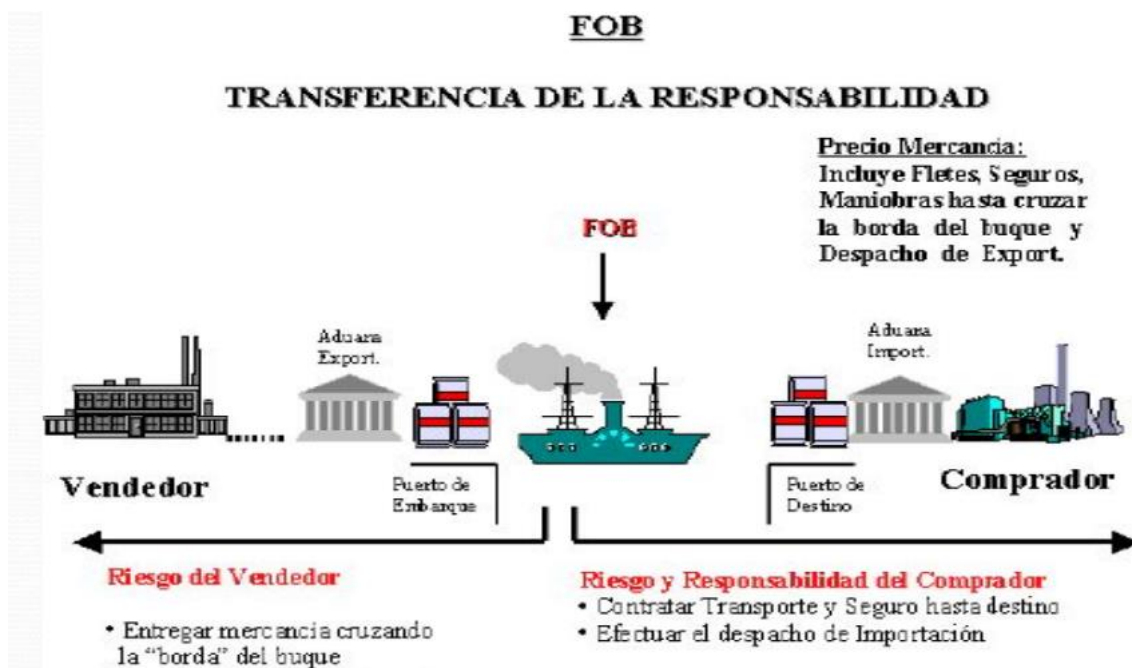 FOB
TRANSFERENCIA DE LA RESPONSABILIDAD
Precio Mercancia:
Incluye Fletes, Seguros,
Maniobras hasta cruzar
la borda del buque y
Despacho de Export.
FOB
Aduana
Export.
Aduana
Import.
Vendedor
Puerto de
Embarque
Puerto de
Destino
Comprador
Riesgo del Vendedor
• Entregar mercancia cruzando
la "borda" del buque
Riesgo y Responsabilidad del Comprador
• Contratar Transporte y Seguro hasta destino
• Efectuar el despacho de Importación